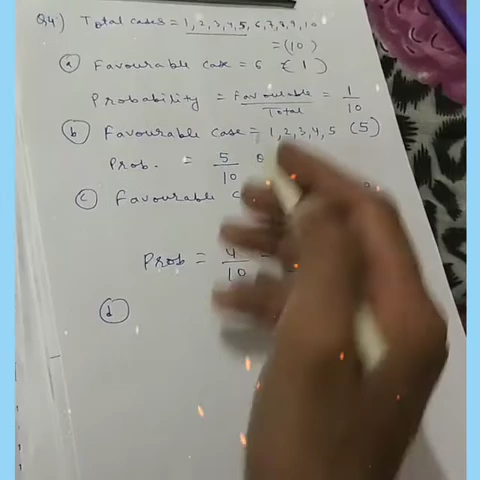 Q4') Total cases = 1, 2, 3, 4, 5, 6, 7, 7, 9, 10
= (10)
(a) Favourable case = 6 (1)
Probability = Favourable / Total = 1/10
(b) Favourable case = 1, 2, 3, 4, 5 (5)
Prob. = 5/10
(c) Favourable
Prob = 4/10 =
(d)